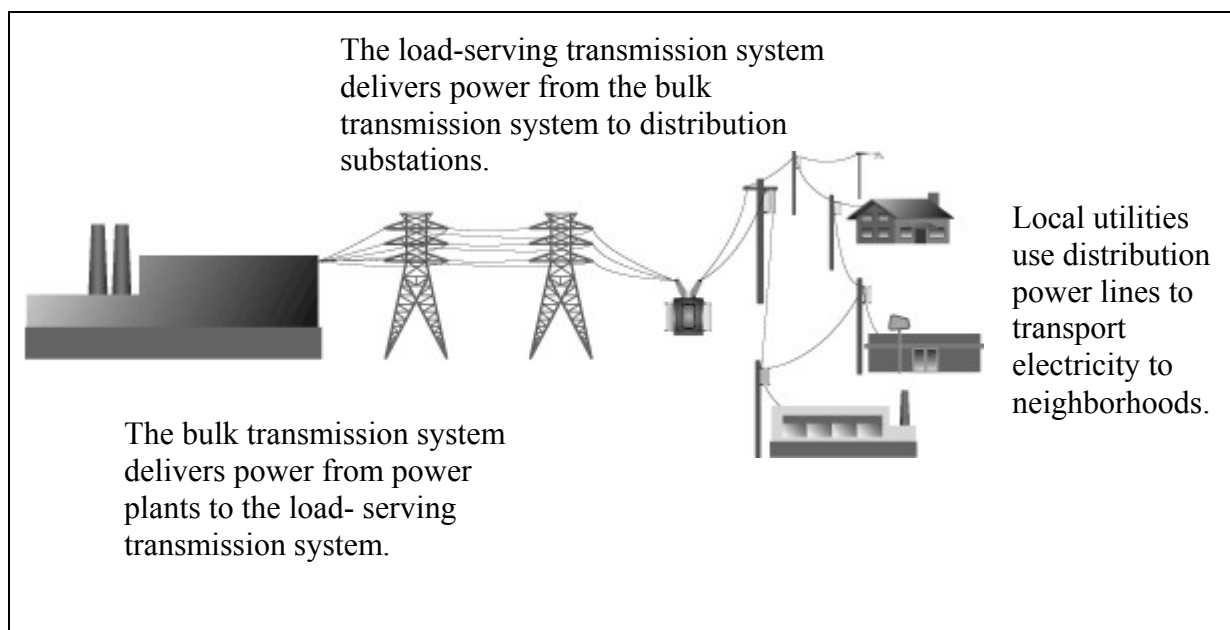 The load-serving transmission system
delivers power from the bulk
transmission system to distribution
substations.
Local utilities
use distribution
power lines to
transport
electricity to
neighborhoods.
The bulk transmission system
delivers power from power
plants to the load- serving
transmission system.